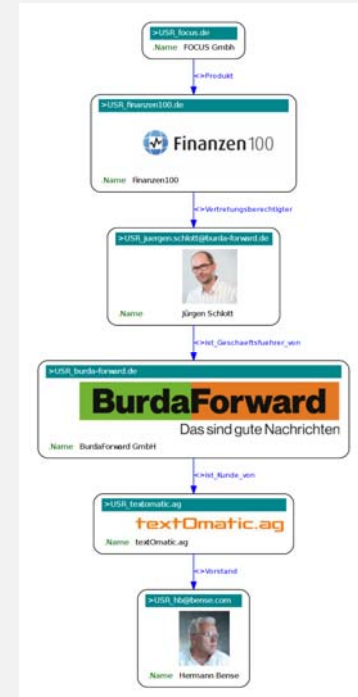 >USR_focus.de
.Name FOCUS Gmbh
<>Produkt
>USR_finanzen100.de
Finanzen100
.Name Finanzen100
<>Vertretungsberechtigter
>USR_juergen.schlott@burda-forward.de
.Name Jürgen Schlott
<>ist_Geschaeftsfuehrer_von
>USR_burda-forward.de
BurdaForward
Das sind gute Nachrichten
.Name BurdaForward GmbH
<>ist_Kunde_von
>USR_textomatic.ag
textOmatic.ag
.Name textOmatic.ag
<>Vorstand
>USR_hb@bense.com
.Name Hermann Bense